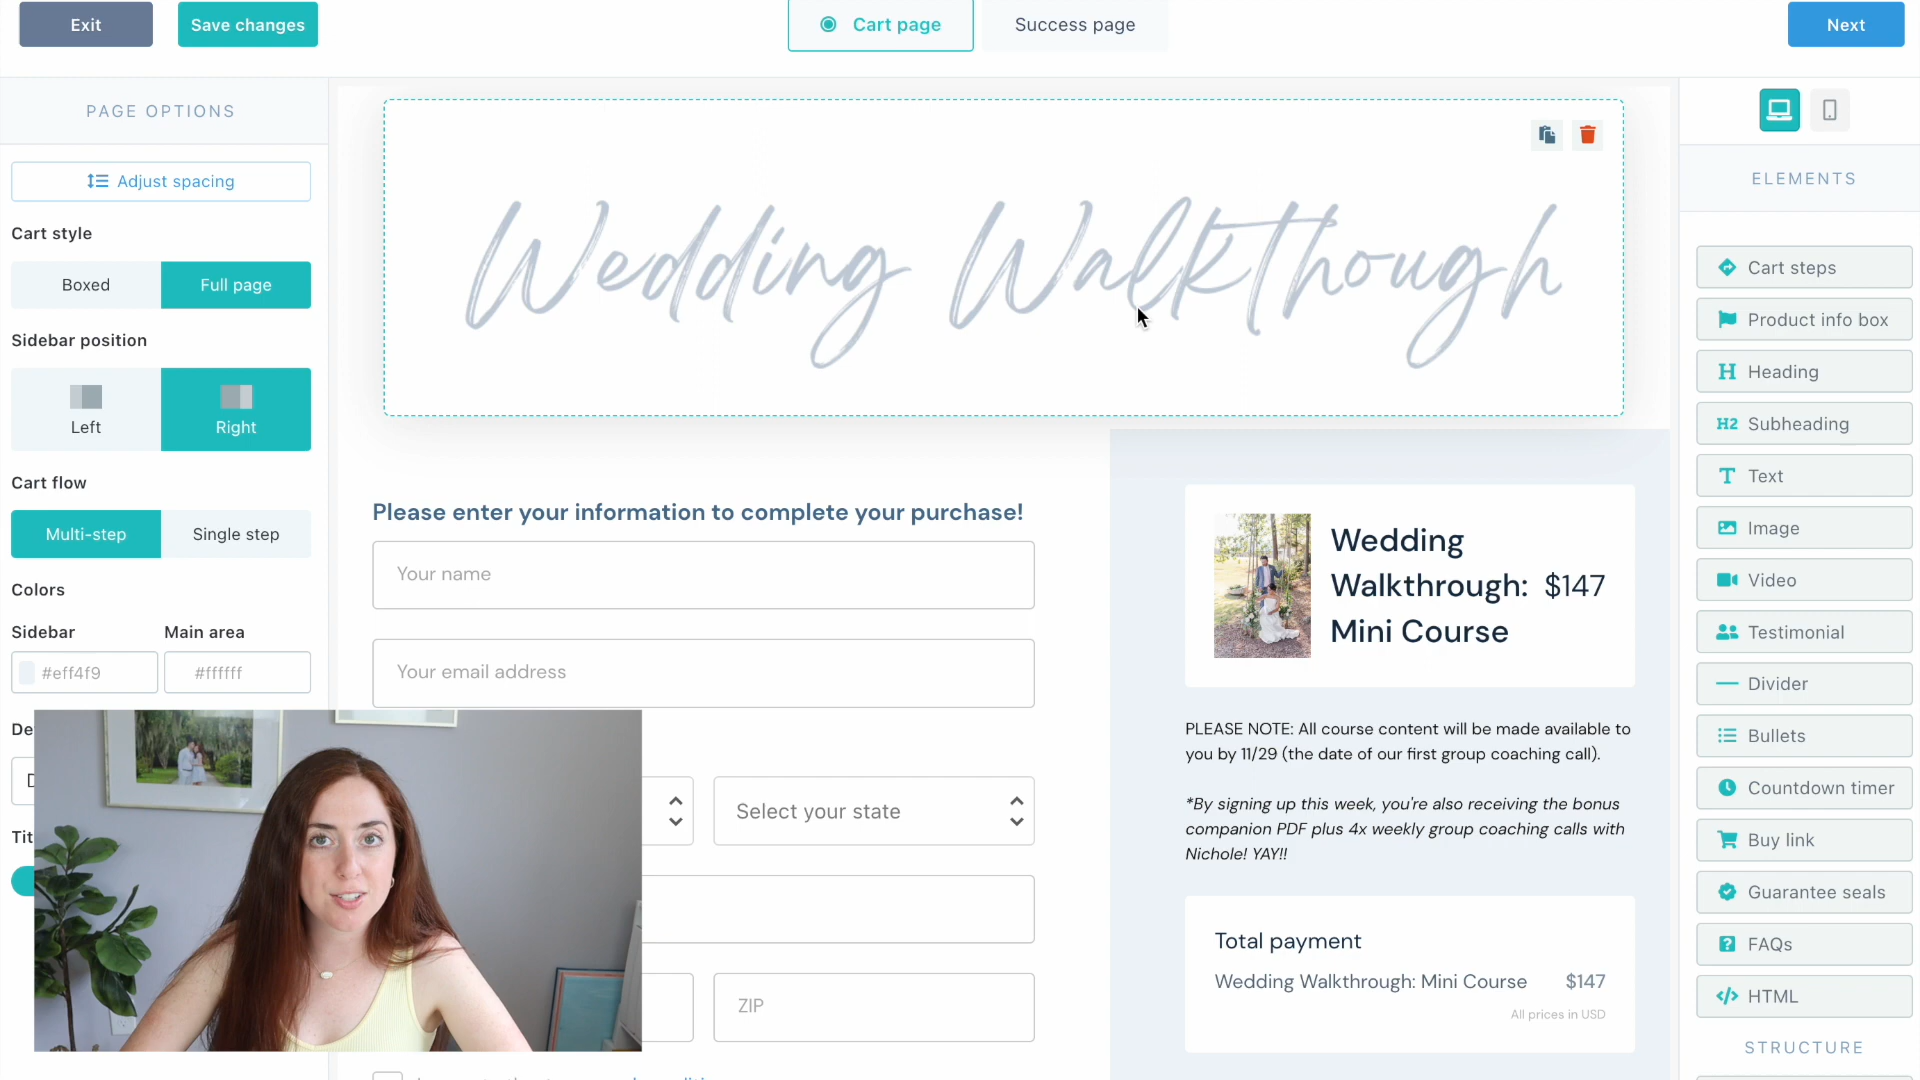 Exit
Save changes
Cart page
Success page
Next
PAGE OPTIONS
Adjust spacing
Cart style
Boxed
Full page
Sidebar position
Left
Right
Cart flow
Multi-step
Single step
Colors
Sidebar
Main area
#eff4f9
#ffffff
De
Tit
Wedding Walkthough
Please enter your information to complete your purchase!
Your name
Your email address
Select your state
ZIP
Wedding
Walkthrough: $147
Mini Course
PLEASE NOTE: All course content will be made available to
you by 11/29 (the date of our first group coaching call).
*By signing up this week, you're also receiving the bonus
companion PDF plus 4x weekly group coaching calls with
Nichole! YAY!!
Total payment
Wedding Walkthrough: Mini Course $147
All prices in USD
ELEMENTS
Cart steps
Product info box
H Heading
H2 Subheading
T Text
Image
Video
Testimonial
Divider
Bullets
Countdown timer
Buy link
Guarantee seals
FAQs
</> HTML
STRUCTURE